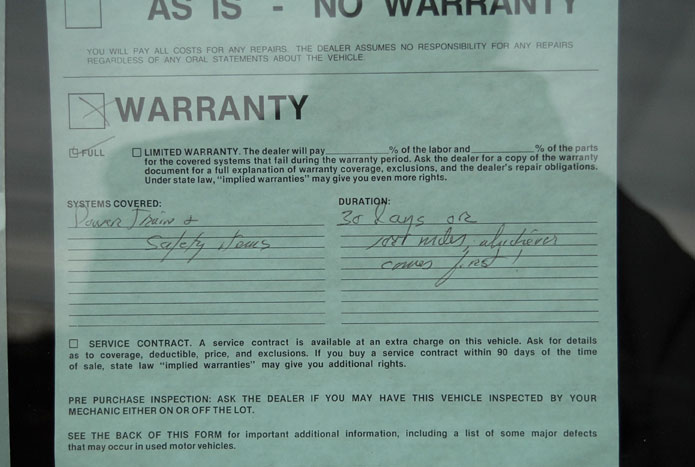 AS IS - NO WARRANTY
YOU WILL PAY ALL COSTS FOR ANY REPAIRS. THE DEALER ASSUMES NO RESPONSIBILITY FOR ANY REPAIRS
REGARDLESS OF ANY ORAL STATEMENTS ABOUT THE VEHICLE.
WARRANTY
FULL LIMITED WARRANTY. The dealer will pay % of the labor and % of the parts
for the covered systems that fail during the warranty period. Ask the dealer for a copy of the warranty
document for a full explanation of warranty coverage, exclusions, and the dealer's repair obligations.
Under state law, "implied warranties" may give you even more rights.
SYSTEMS COVERED:
Power Train &
Safety items
DURATION:
30 Days or
miles, whichever
comes first!
SERVICE CONTRACT. A service contract is available at an extra charge on this vehicle. Ask for details
as to coverage, deductible, price, and exclusions. If you buy a service contract within 90 days of the time
of sale, state law "implied warranties" may give you additional rights.
PRE PURCHASE INSPECTION: ASK THE DEALER IF YOU MAY HAVE THIS VEHICLE INSPECTED BY YOUR
MECHANIC EITHER ON OR OFF THE LOT.
SEE THE BACK OF THIS FORM for important additional information, including a list of some major defects
that may occur in used motor vehicles.